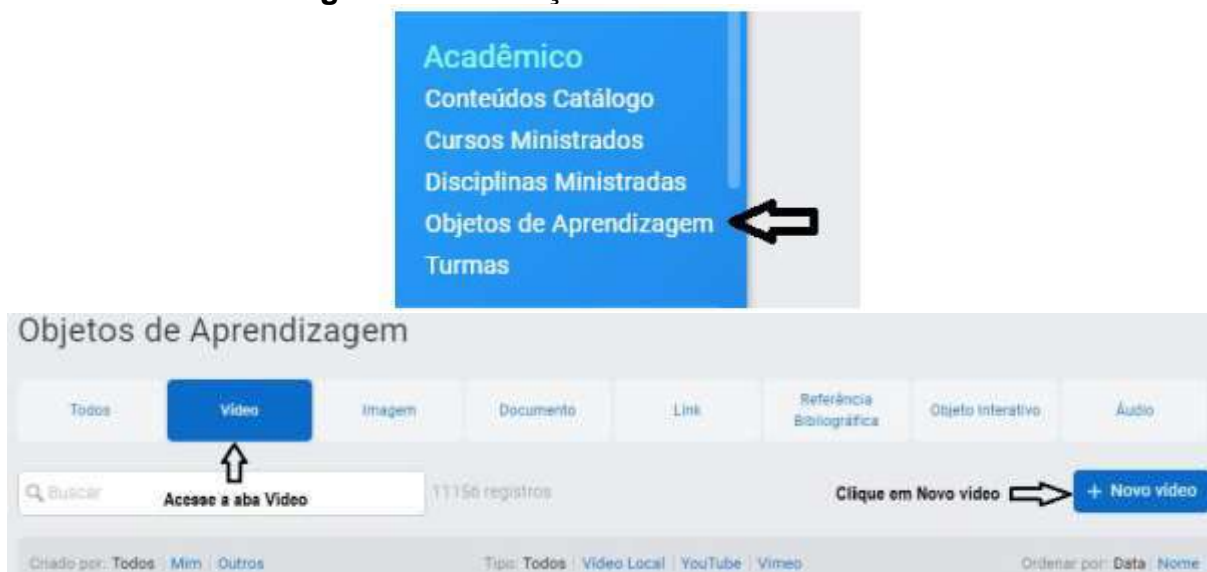 Acadêmico
Conteúdos Catálogo
Cursos Ministrados
Disciplinas Ministradas
Objetos de Aprendizagem
Turmas
Objetos de Aprendizagem
Todos Vídeo Imagem Documento Link Referência Bibliográfica Objeto Interativo Áudio
Buscar 11156 registros + Novo vídeo
Acesse a aba Video Clique em Novo video
Criado por: Todos Mim Outros Tipo: Todos Vídeo Local YouTube Vimeo Ordenar por: Data Nome